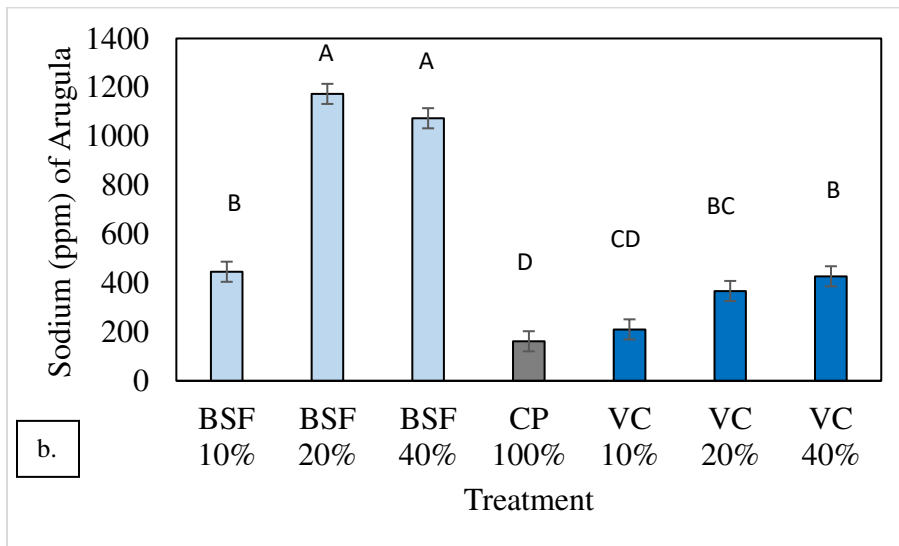 Sodium (ppm) of Arugula
1400
1200
1000
800
600
400
200
0
B
A
A
D
CD
BC
B
BSF BSF BSF CP VC VC VC
10% 20% 40% 100% 10% 20% 40%
Treatment
b.